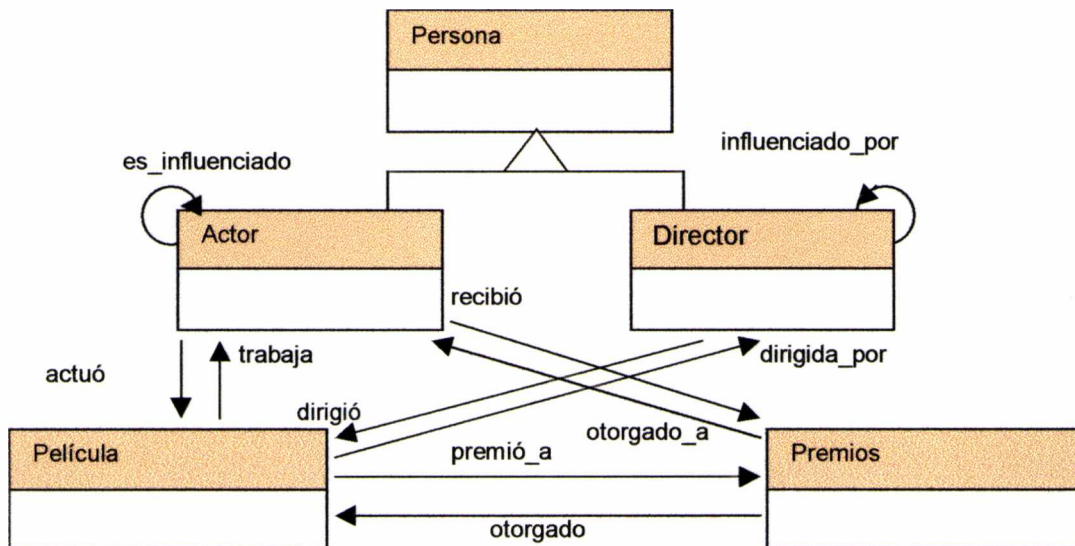 Persona
es_influenciado
influenciado_por
Actor
Director
recibió
trabaja
dirigida_por
actuó
dirigió
otorgado_a
Película
premió_a
Premios
otorgado